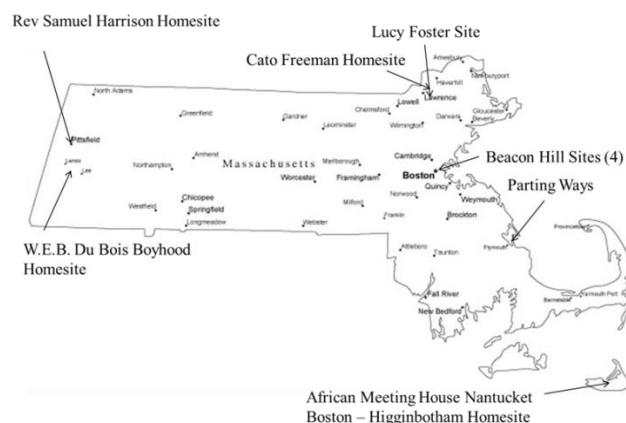 Rev Samuel Harrison Homesite
Lucy Foster Site
Cato Freeman Homesite
Amesbury
North Adams
Haverhill
Newburyport
Lawrence
Lowell
Chelmsford
Greenfield
Gardner
Gloucester
Beverly
Danvers
Leominster
Wilmington
Pittsfield
Amherst
Cambridge
Lenox
Lee
Northampton
Massachusetts
Marlborough
Beacon Hill Sites (4)
Worcester
Framingham
Boston
Quincy
Parting Ways
Norwood
Weymouth
Chicopee
Westfield
Springfield
Milford
Franklin
Brockton
Longmeadow
Webster
Provincetown
W.E.B. Du Bois Boyhood
Homesite
Attleboro
Taunton
Plymouth
Fall River
Barnstable
Yarmouth Port
New Bedford
African Meeting House Nantucket
Boston – Higginbotham Homesite